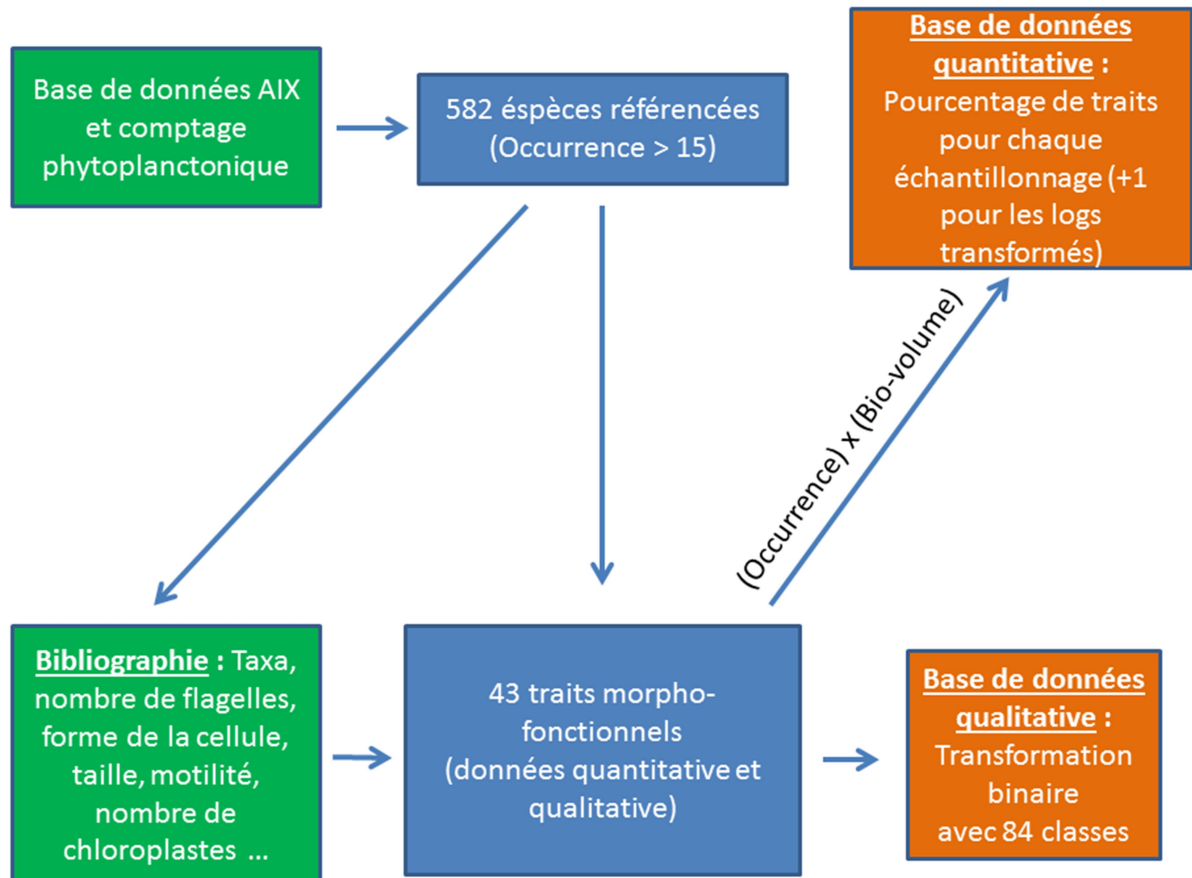 Base de données AIX
et comptage
phytoplanctonique
582 éspèces référencées
(Occurrence > 15)
Base de données
quantitative :
Pourcentage de traits
pour chaque
échantillonnage (+1
pour les logs
transformés)
(Occurrence) x (Bio-volume)
Bibliographie : Taxa,
nombre de flagelles,
forme de la cellule,
taille, motilité,
nombre de
chloroplastes ...
43 traits morpho-
fonctionnels
(données quantitative et
qualitative)
Base de données
qualitative :
Transformation
binaire
avec 84 classes